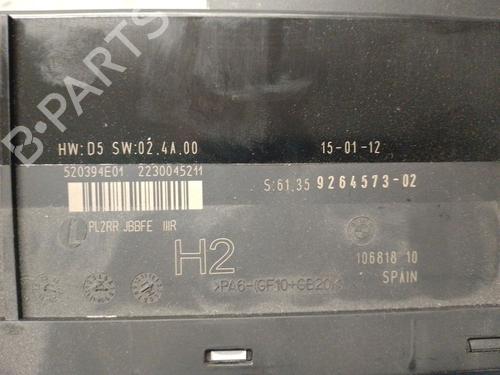 HW: D5 SW:02.4A.00 15-01-12
520394E01 2230045211
S:61.35 9264573-02
L PL2RR JBBFE IIIR
H2
106818 10
SPAIN
>PA6-(GF10+GB20)<